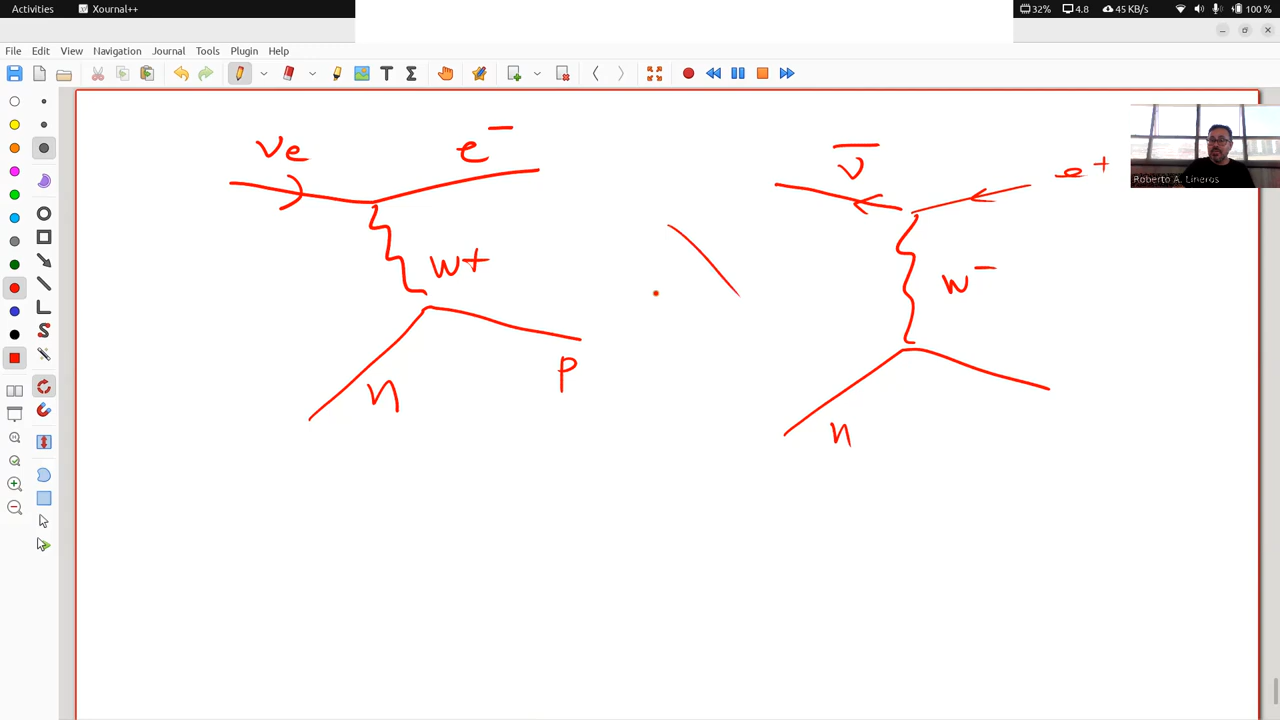 Activities
Xournal++
32%
4.8
45 KB/s
100 %
File Edit View Navigation Journal Tools Plugin Help
νe
e−
W+
n
p
ν̅
e+
W−
n
Roberto A. Lineros